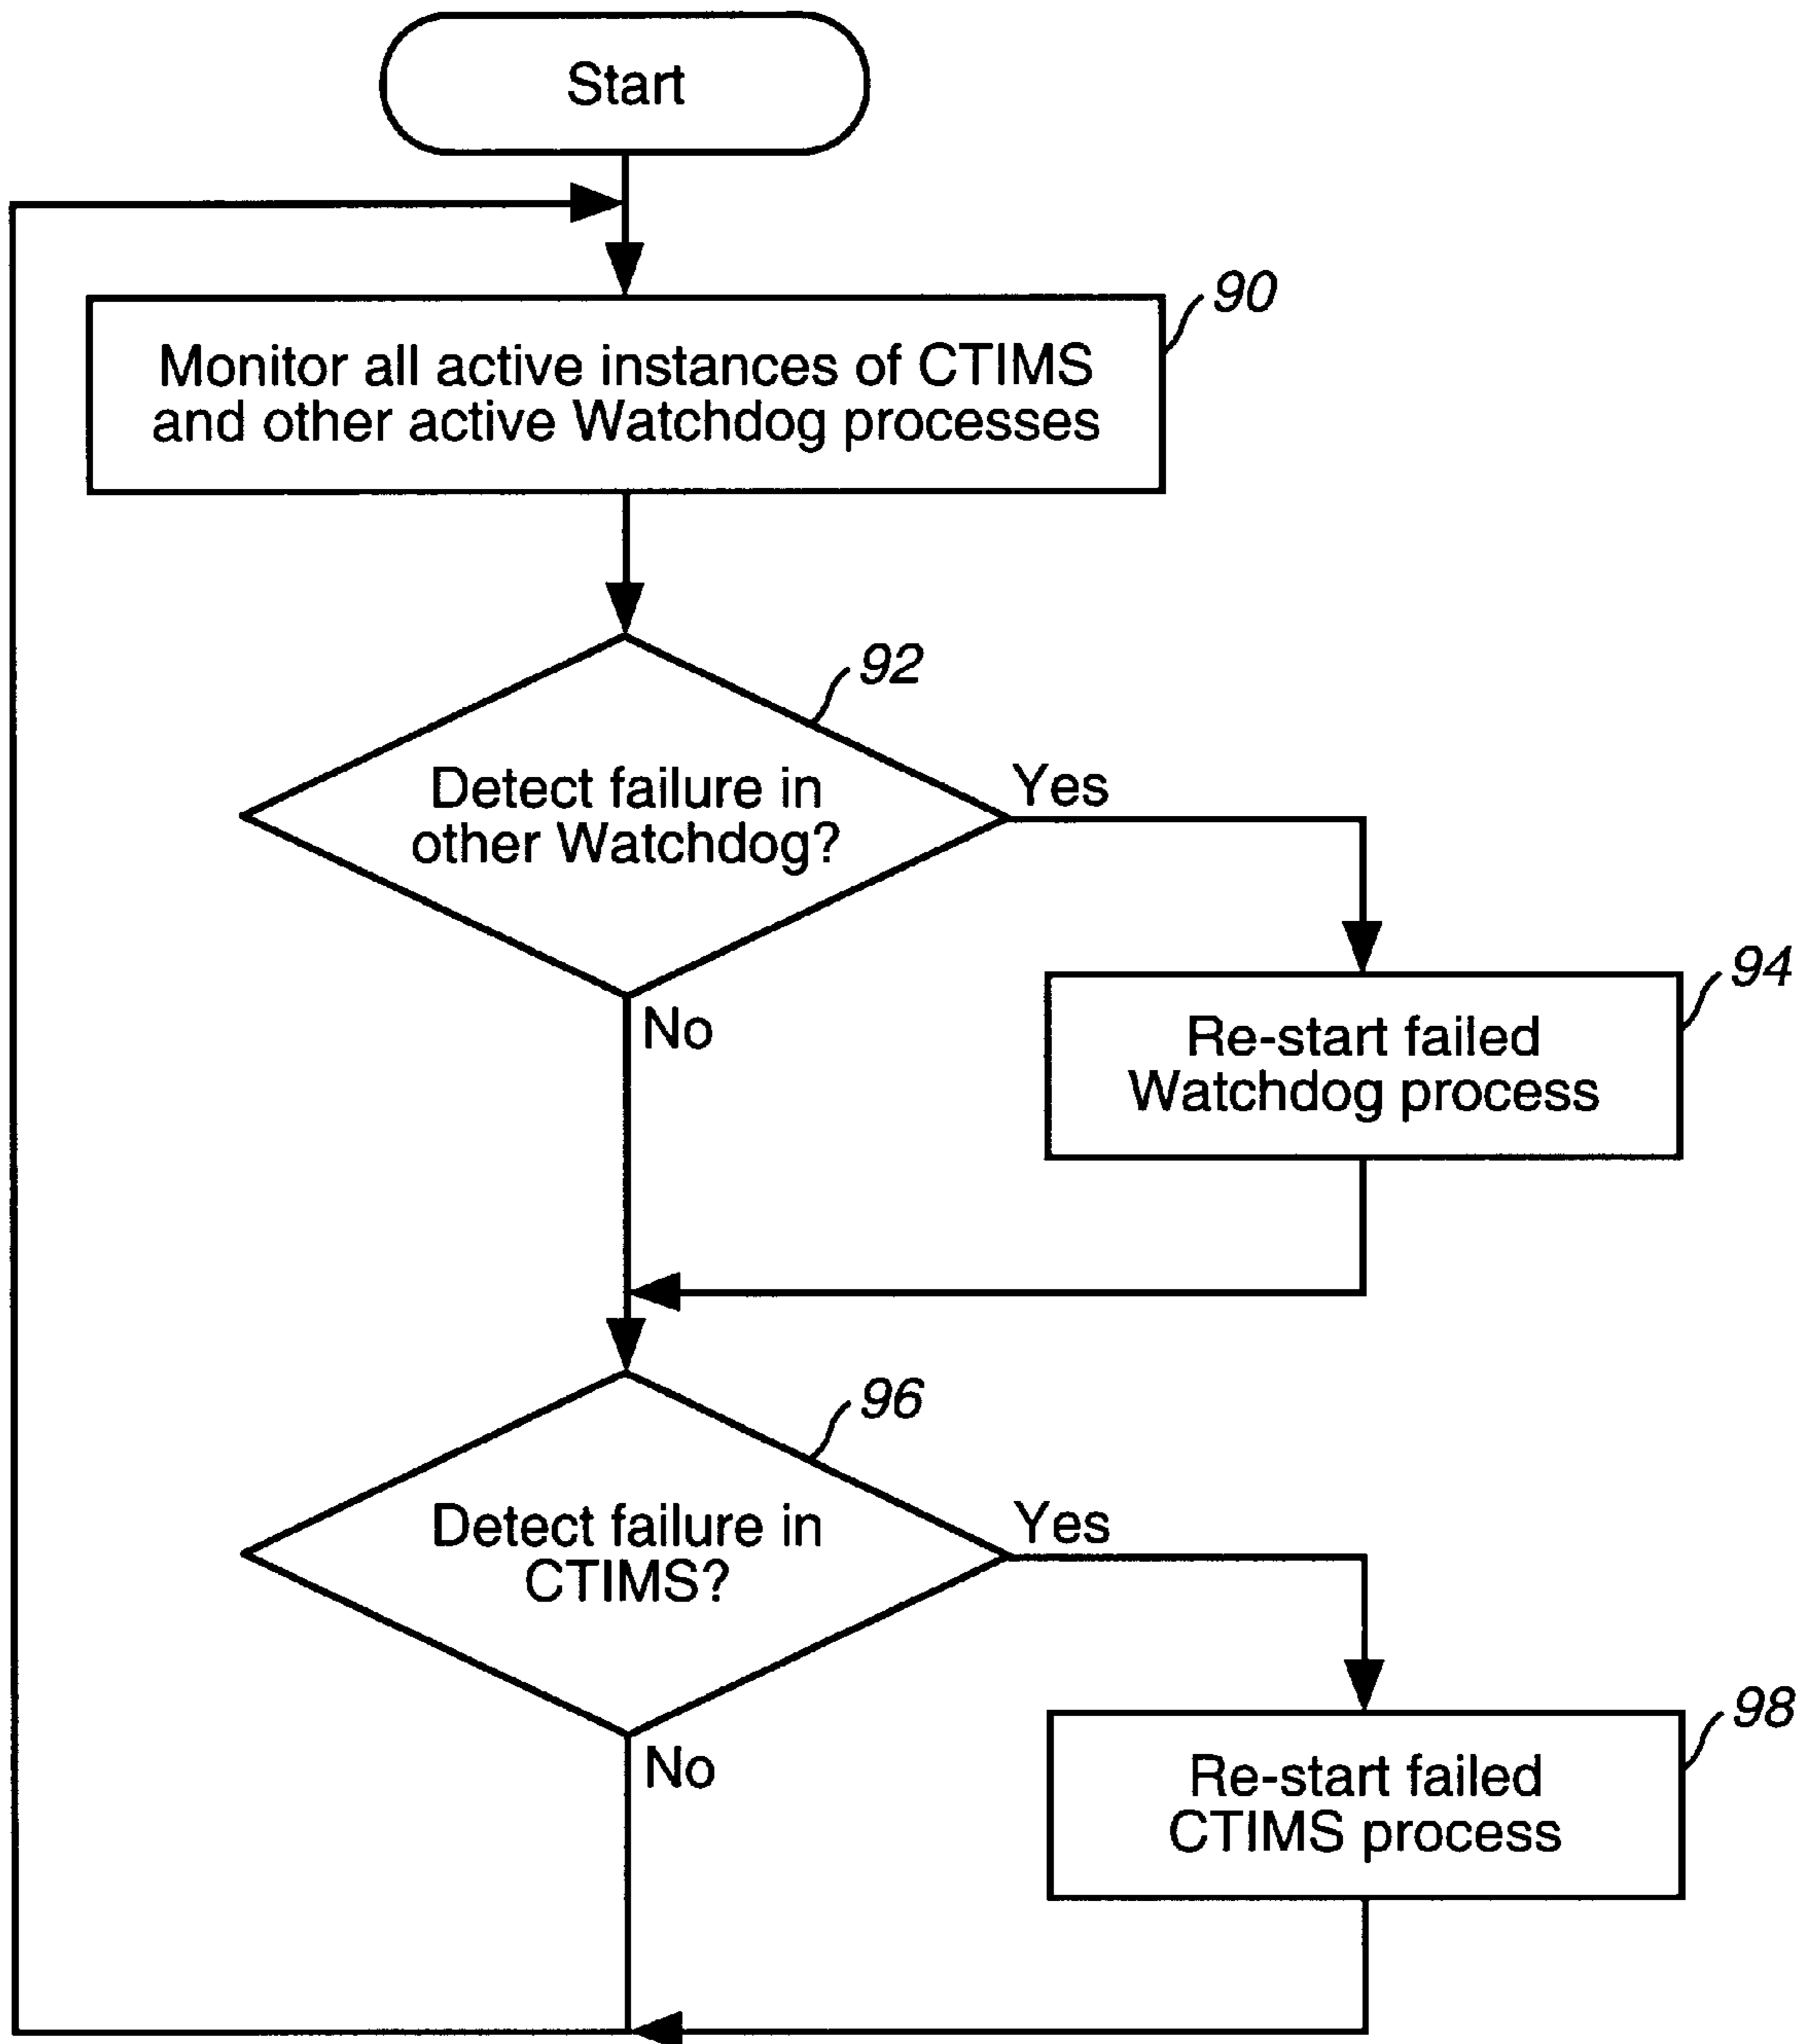 Start
90
Monitor all active instances of CTIMS
and other active Watchdog processes
92
Detect failure in
other Watchdog?
Yes
94
No
Re-start failed
Watchdog process
96
Detect failure in
CTIMS?
Yes
98
No
Re-start failed
CTIMS process